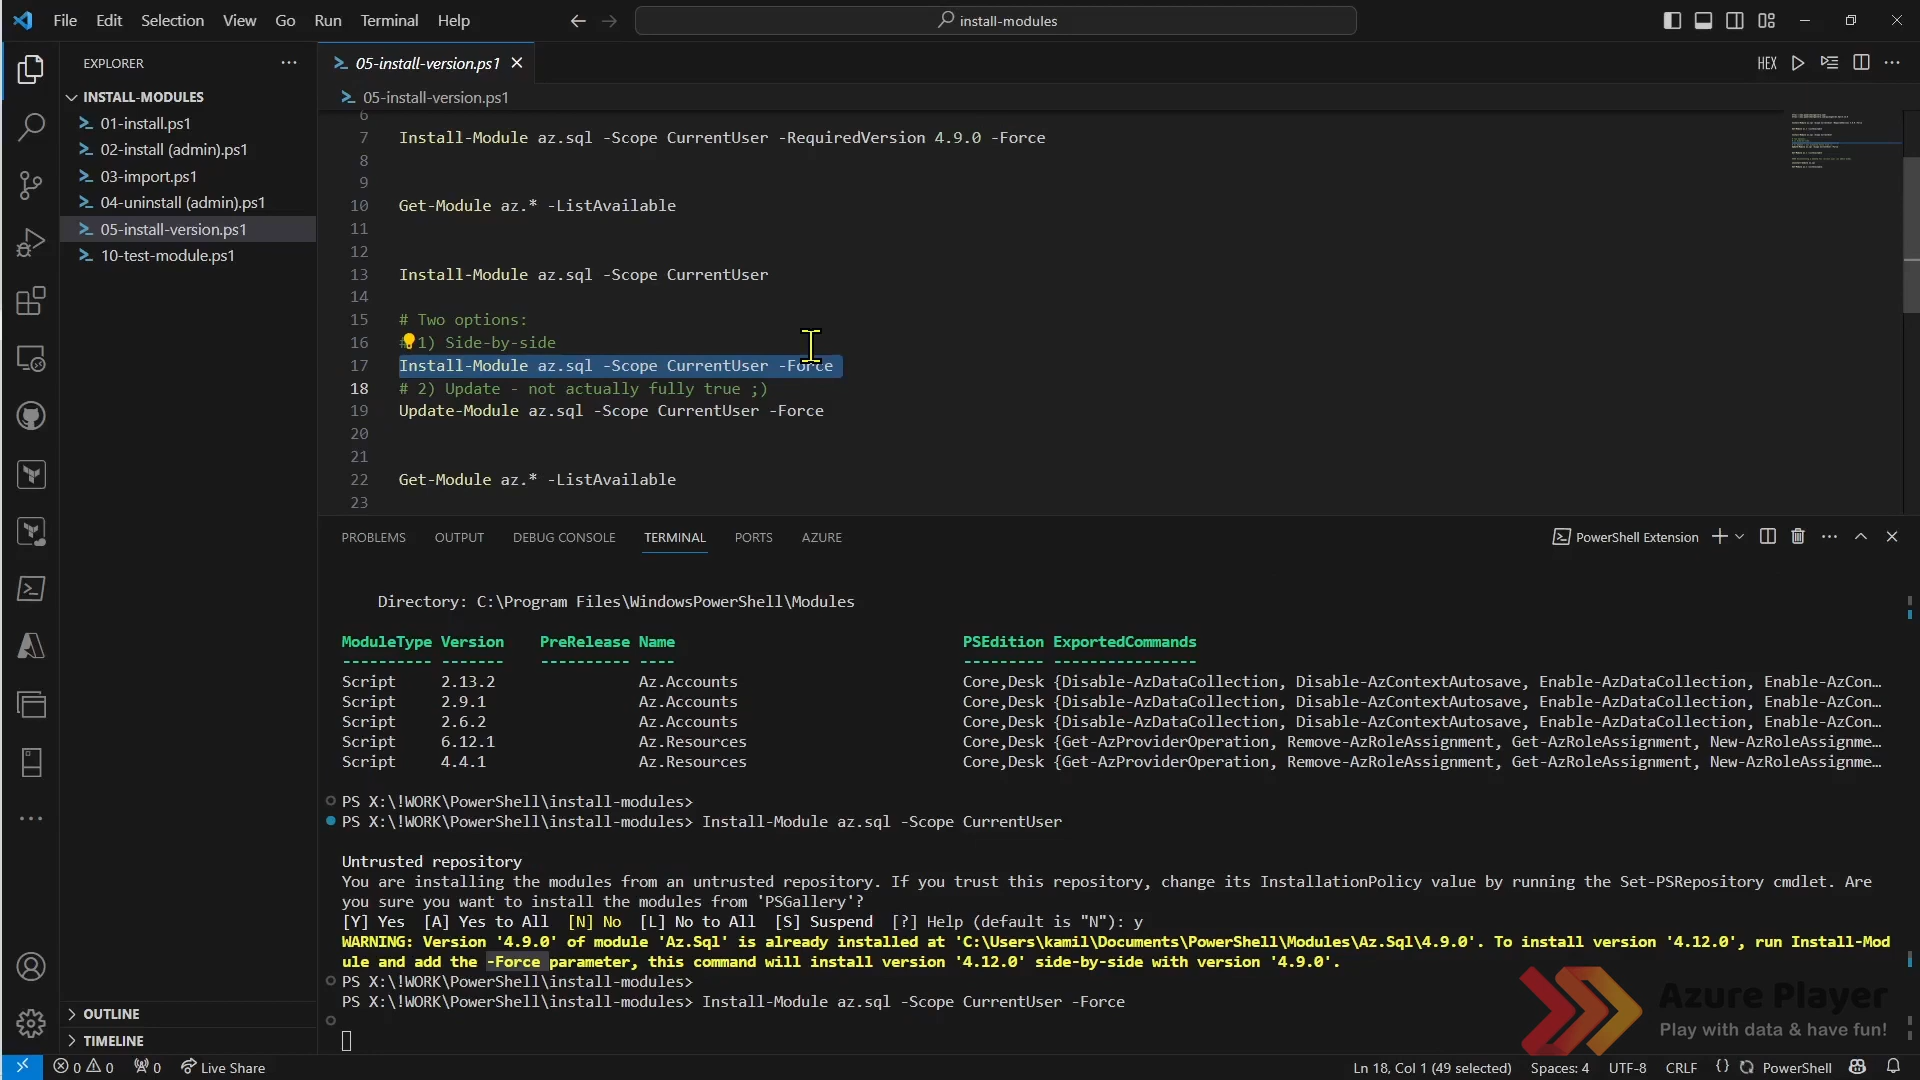 File Edit Selection View Go Run Terminal Help
install-modules
EXPLORER
INSTALL-MODULES
01-install.ps1
02-install (admin).ps1
03-import.ps1
04-uninstall (admin).ps1
05-install-version.ps1
10-test-module.ps1
OUTLINE
TIMELINE
05-install-version.ps1
HEX
05-install-version.ps1
6
7 Install-Module az.sql -Scope CurrentUser -RequiredVersion 4.9.0 -Force
8
9
10 Get-Module az.* -ListAvailable
11
12
13 Install-Module az.sql -Scope CurrentUser
14
15 # Two options:
16 # 1) Side-by-side
17 Install-Module az.sql -Scope CurrentUser -Force
18 # 2) Update - not actually fully true ;)
19 Update-Module az.sql -Scope CurrentUser -Force
20
21
22 Get-Module az.* -ListAvailable
23
PROBLEMS OUTPUT DEBUG CONSOLE TERMINAL PORTS AZURE
PowerShell Extension
Directory: C:\Program Files\WindowsPowerShell\Modules
ModuleType Version PreRelease Name PSEdition ExportedCommands
---------- ------- ---------- ---- --------- ----------------
Script 2.13.2 Az.Accounts Core,Desk {Disable-AzDataCollection, Disable-AzContextAutosave, Enable-AzDataCollection, Enable-AzCon…
Script 2.9.1 Az.Accounts Core,Desk {Disable-AzDataCollection, Disable-AzContextAutosave, Enable-AzDataCollection, Enable-AzCon…
Script 2.6.2 Az.Accounts Core,Desk {Disable-AzDataCollection, Disable-AzContextAutosave, Enable-AzDataCollection, Enable-AzCon…
Script 6.12.1 Az.Resources Core,Desk {Get-AzProviderOperation, Remove-AzRoleAssignment, Get-AzRoleAssignment, New-AzRoleAssignme…
Script 4.4.1 Az.Resources Core,Desk {Get-AzProviderOperation, Remove-AzRoleAssignment, Get-AzRoleAssignment, New-AzRoleAssignme…
PS X:\!WORK\PowerShell\install-modules>
PS X:\!WORK\PowerShell\install-modules> Install-Module az.sql -Scope CurrentUser
Untrusted repository
You are installing the modules from an untrusted repository. If you trust this repository, change its InstallationPolicy value by running the Set-PSRepository cmdlet. Are
you sure you want to install the modules from 'PSGallery'?
[Y] Yes [A] Yes to All [N] No [L] No to All [S] Suspend [?] Help (default is "N"): y
WARNING: Version '4.9.0' of module 'Az.Sql' is already installed at 'C:\Users\kamil\Documents\PowerShell\Modules\Az.Sql\4.9.0'. To install version '4.12.0', run Install-Mod
ule and add the -Force parameter, this command will install version '4.12.0' side-by-side with version '4.9.0'.
PS X:\!WORK\PowerShell\install-modules>
PS X:\!WORK\PowerShell\install-modules> Install-Module az.sql -Scope CurrentUser -Force
Azure Player
Play with data & have fun!
0 0 0 Live Share
Ln 18, Col 1 (49 selected) Spaces: 4 UTF-8 CRLF {} PowerShell